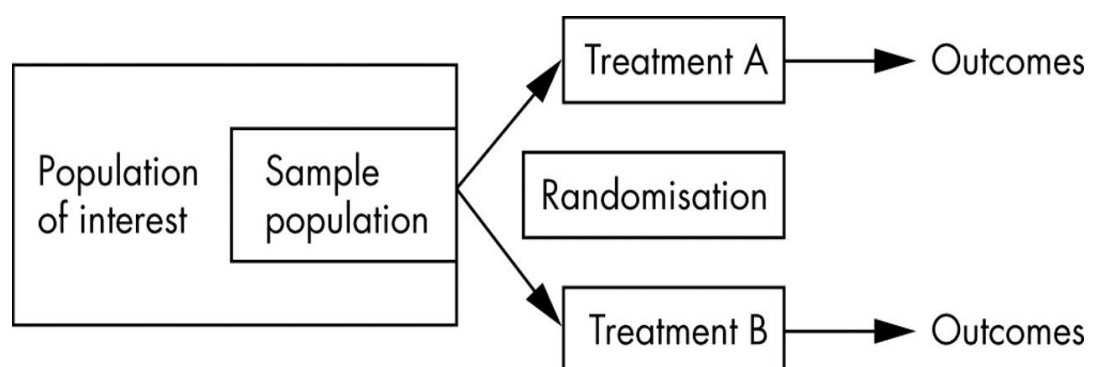 Treatment A
Outcomes
Population
of interest
Sample
population
Randomisation
Treatment B
Outcomes